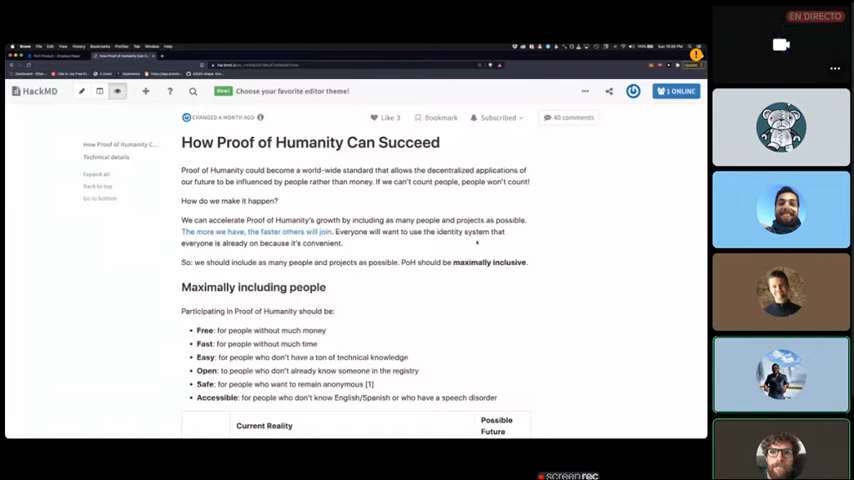 EN DIRECTO
HackMD
New!
Choose your favorite editor theme!
1 ONLINE
CHANGED A MONTH AGO
Like 3
Bookmark
Subscribed
40 comments
How Proof of Humanity C...
Technical details
Expand all
Back to top
Go to bottom
How Proof of Humanity Can Succeed
Proof of Humanity could become a world-wide standard that allows the decentralized applications of
our future to be influenced by people rather than money. If we can't count people, people won't count!
How do we make it happen?
We can accelerate Proof of Humanity's growth by including as many people and projects as possible.
The more we have, the faster others will join. Everyone will want to use the identity system that
everyone is already on because it's convenient.
So: we should include as many people and projects as possible. PoH should be maximally inclusive.
Maximally including people
Participating in Proof of Humanity should be:
• Free: for people without much money
• Fast: for people without much time
• Easy: for people who don't have a ton of technical knowledge
• Open: to people who don't already know someone in the registry
• Safe: for people who want to remain anonymous [1]
• Accessible: for people who don't know English/Spanish or who have a speech disorder
Current Reality
Possible
Future
screenrec